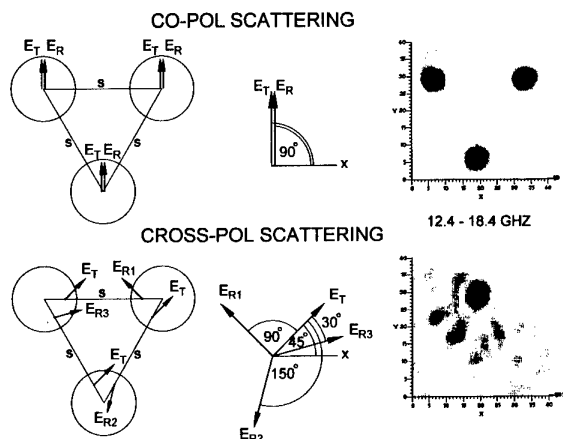 CO-POL SCATTERING
E_T E_R
E_T E_R
s
s
s
E_T E_R
E_T E_R
90°
X
Y
X
12.4 - 18.4 GHZ
CROSS-POL SCATTERING
E_T
E_R1
s
E_T
E_R3
s
s
E_T
E_R2
E_R1
E_T
30°
E_R3
90°
45°
X
150°
E_R2
Y
X